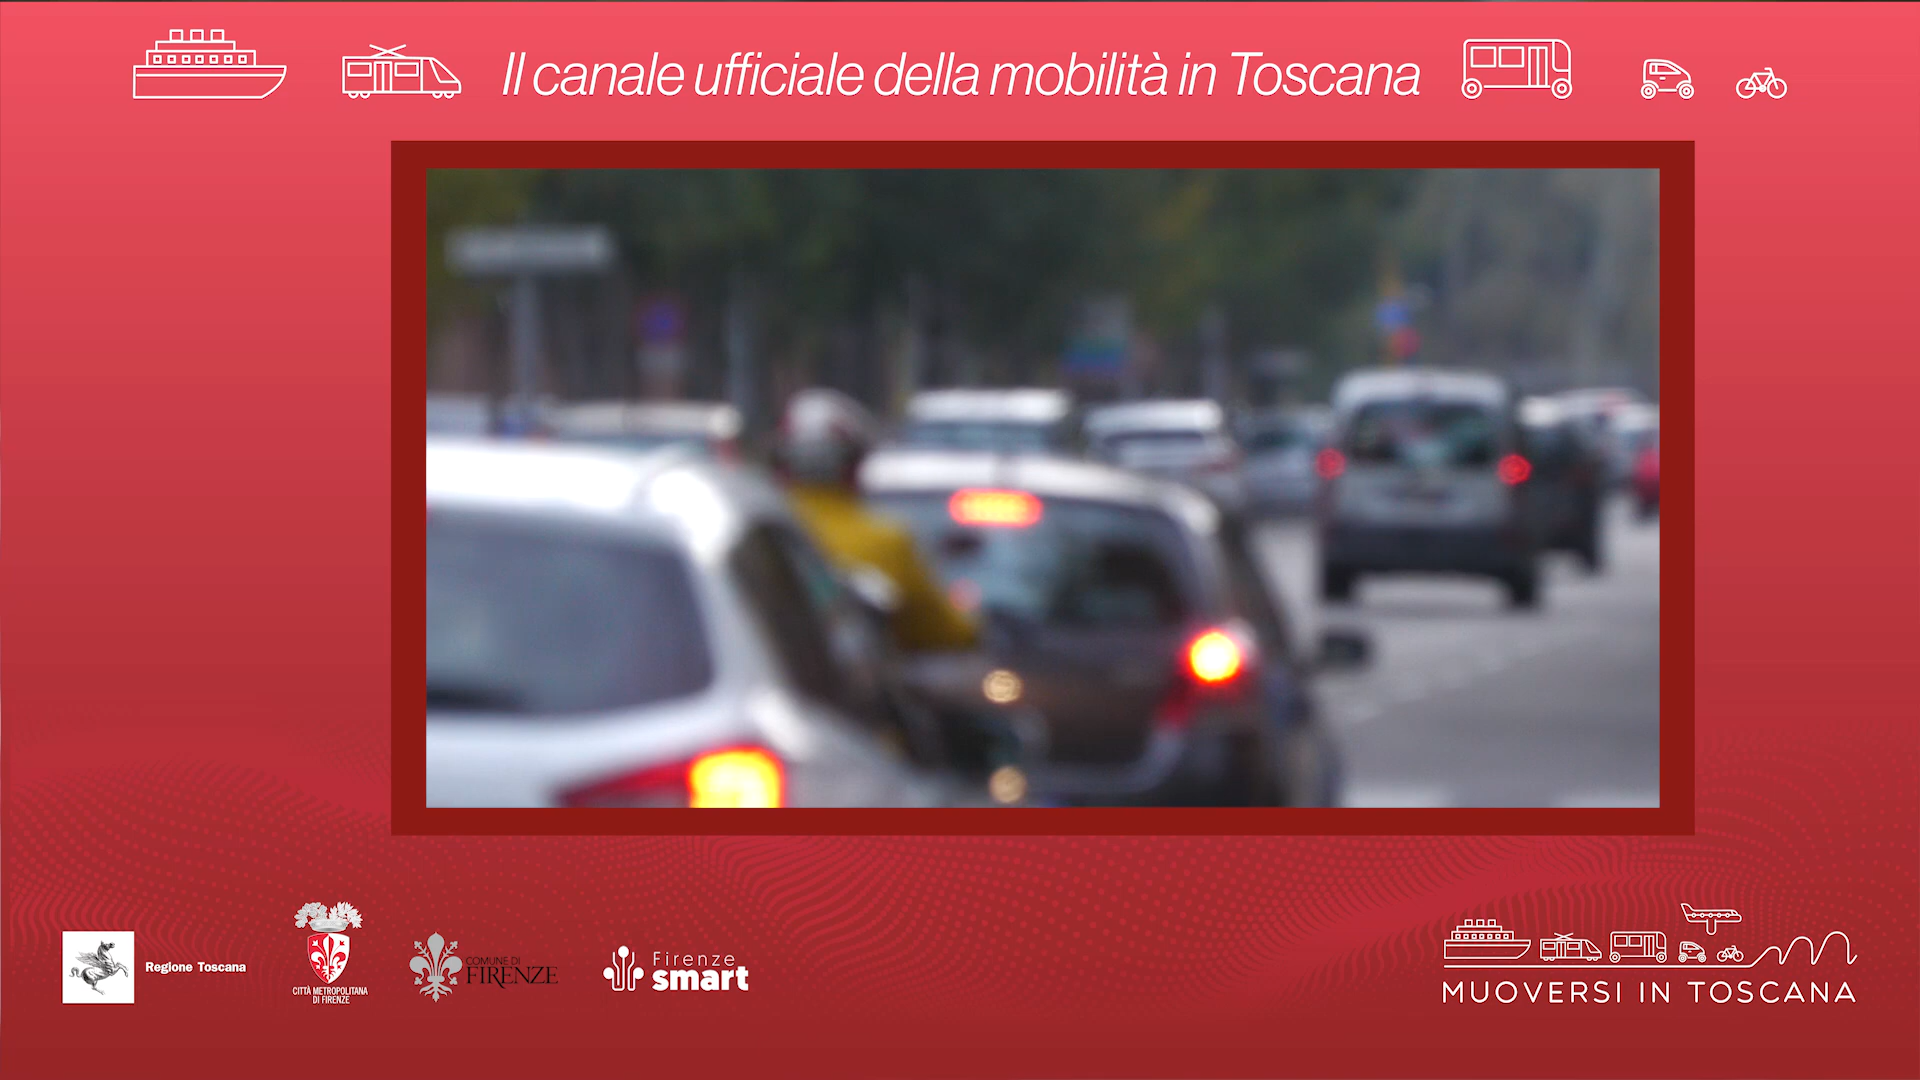 Il canale ufficiale della mobilità in Toscana
Regione Toscana
CITTÀ METROPOLITANA
DI FIRENZE
COMUNE DI
FIRENZE
Firenze
smart
MUOVERSI IN TOSCANA